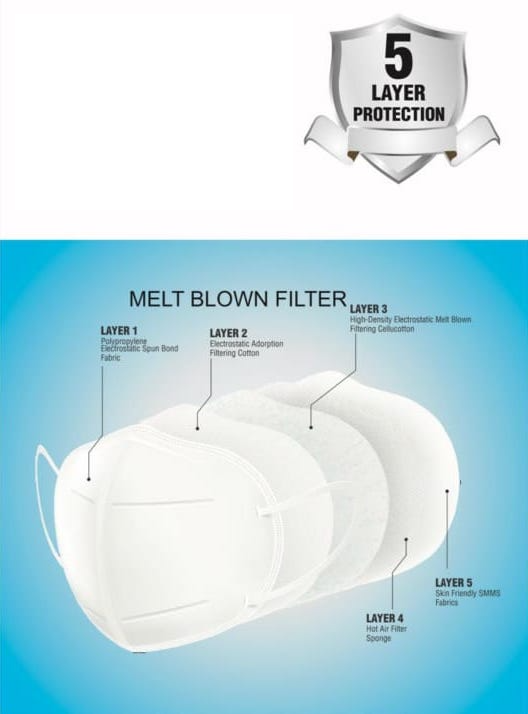 5
LAYER
PROTECTION
MELT BLOWN FILTER
LAYER 1
Polypropylene
Electrostatic Spun Bond
Fabric
LAYER 2
Electrostatic Adorption
Filtering Cotton
LAYER 3
High-Density Electrostatic Melt Blown
Filtering Cellucotton
LAYER 4
Hot Air Filter
Sponge
LAYER 5
Skin Friendly SMMS
Fabrics